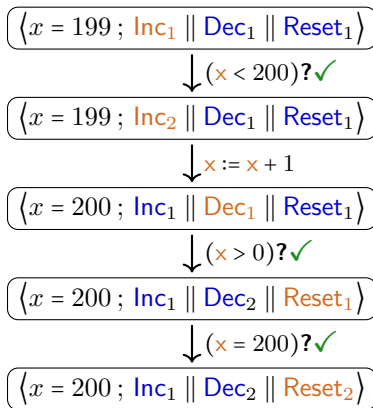 ⟨x = 199 ; Inc₁ || Dec₁ || Reset₁⟩
(x < 200)?✓
⟨x = 199 ; Inc₂ || Dec₁ || Reset₁⟩
x := x + 1
⟨x = 200 ; Inc₁ || Dec₁ || Reset₁⟩
(x > 0)?✓
⟨x = 200 ; Inc₁ || Dec₂ || Reset₁⟩
(x = 200)?✓
⟨x = 200 ; Inc₁ || Dec₂ || Reset₂⟩